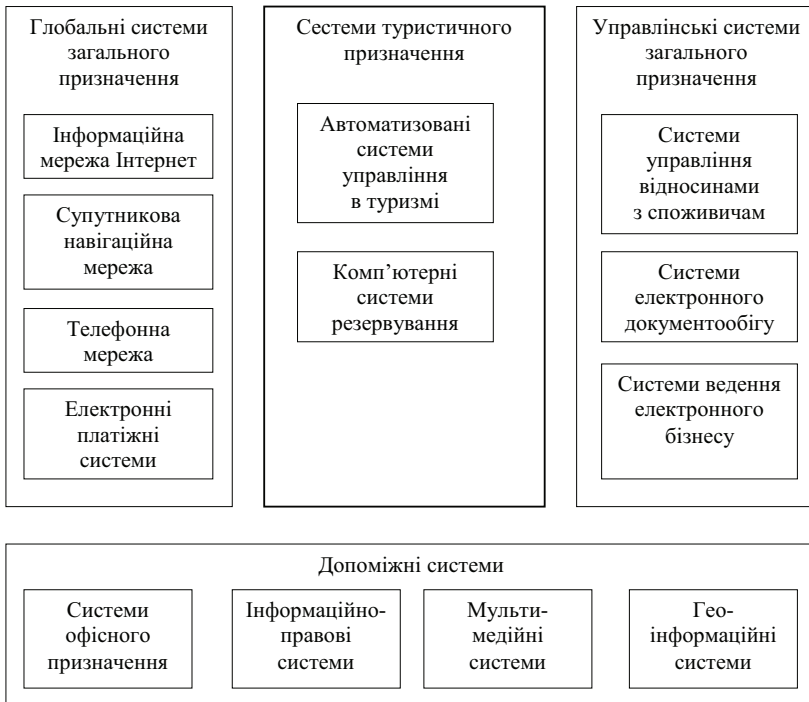 Глобальні системи
загального
призначення
Інформаційна
мережа Інтернет
Супутникова
навігаційна
мережа
Телефонна
мережа
Електронні
платіжні
системи
Сестеми туристичного
призначення
Автоматизовані
системи
управління
в туризмі
Комп’ютерні
системи
резервування
Управлінські системи
загального
призначення
Системи
управління
відносинами
з споживичам
Системи
електронного
документообігу
Системи ведення
електронного
бізнесу
Допоміжні системи
Системи
офісного
призначення
Інформаційно-
правові
системи
Мульти-
медійні
системи
Гео-
інформаційні
системи